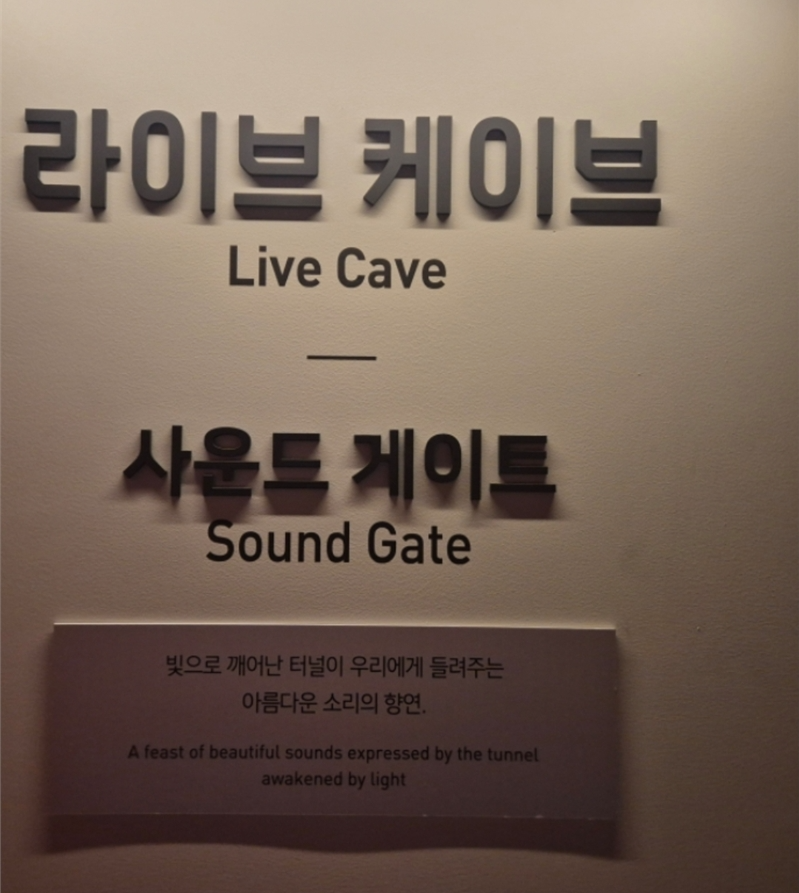 라이브 케이브
Live Cave
사운드 게이트
Sound Gate
빛으로 깨어난 터널이 우리에게 들려주는
아름다운 소리의 향연.
A feast of beautiful sounds expressed by the tunnel
awakened by light